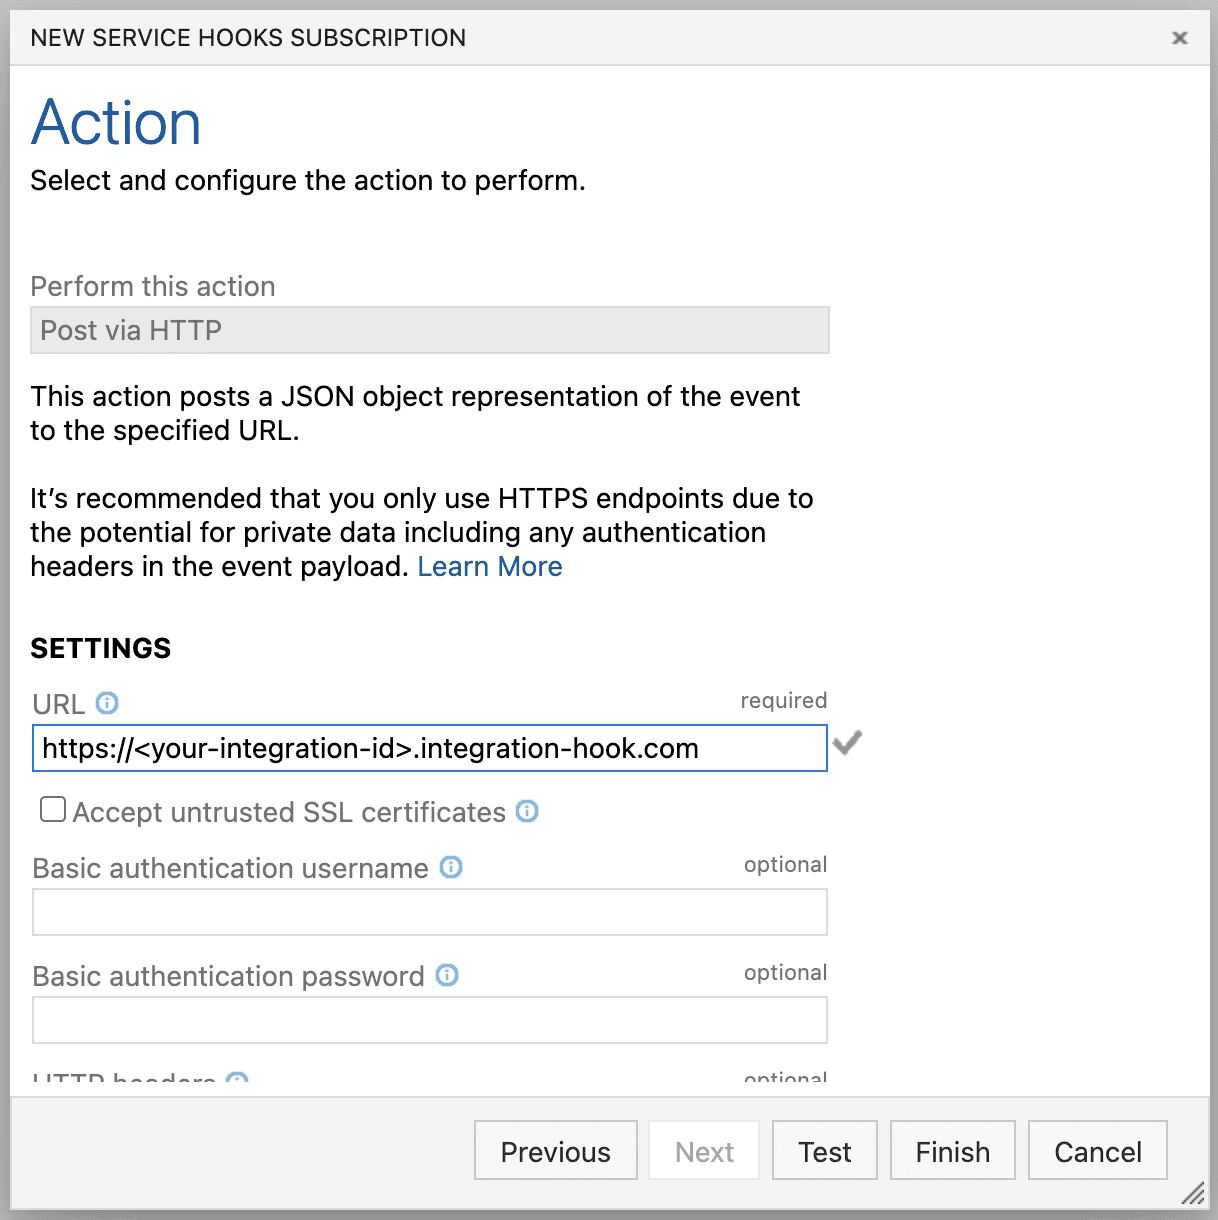 NEW SERVICE HOOKS SUBSCRIPTION
Action
Select and configure the action to perform.
Perform this action
Post via HTTP
This action posts a JSON object representation of the event
to the specified URL.
It's recommended that you only use HTTPS endpoints due to
the potential for private data including any authentication
headers in the event payload. Learn More
SETTINGS
URL required
https://<your-integration-id>.integration-hook.com
Accept untrusted SSL certificates
Basic authentication username optional
Basic authentication password optional
HTTP headers optional
Previous Next Test Finish Cancel